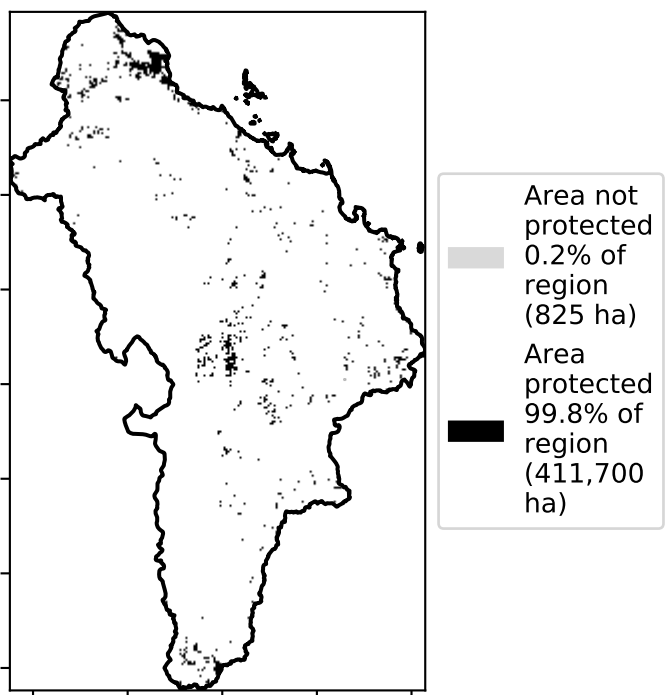 Area not
protected
0.2% of
region
(825 ha)
Area
protected
99.8% of
region
(411,700
ha)